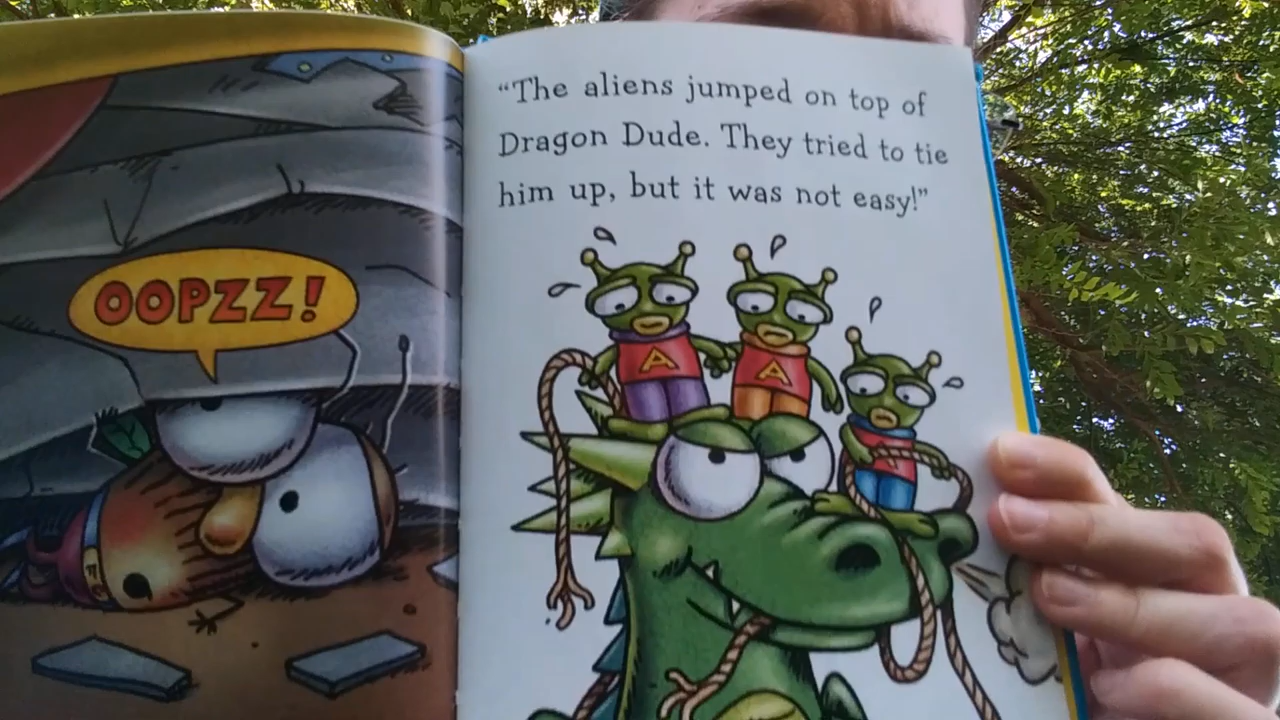 OOPZZ!
“The aliens jumped on top of
Dragon Dude. They tried to tie
him up, but it was not easy!”
A
A
A